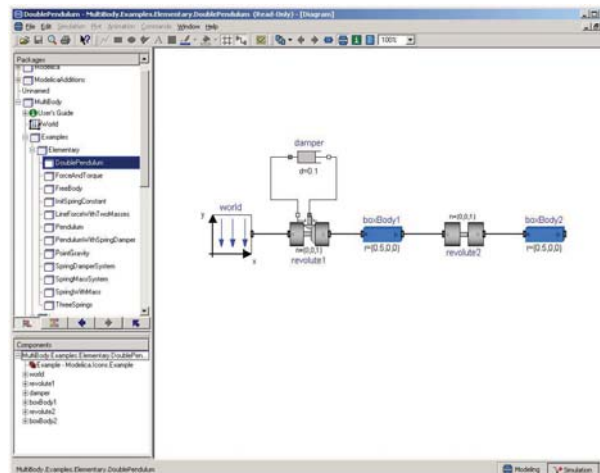 DoublePendulum - MultiBody.Examples.Elementary.DoublePendulum (Read-Only) - [Diagram]
File Edit Simulation Plot Animation Commands Window Help
100%
Packages
Modelica
ModelicaAdditions
Unnamed
MultiBody
User's Guide
World
Examples
Elementary
DoublePendulum
ForceAndTorque
FreeBody
InitSpringConstant
LineForceWithTwoMasses
Pendulum
PendulumWithSpringDamper
PointGravity
SpringDamperSystem
SpringMassSystem
SpringWithMass
ThreeSprings
damper
d=0.1
world
y
x
n=(0,0,1)
revolute1
boxBody1
r=(0.5,0,0)
n=(0,0,1)
revolute2
boxBody2
r=(0.5,0,0)
Components
MultiBody.Examples.Elementary.DoublePen...
Example - Modelica.Icons.Example
world
revolute1
damper
boxBody1
revolute2
boxBody2
MultiBody.Examples.Elementary.DoublePendulum
Modeling
Simulation